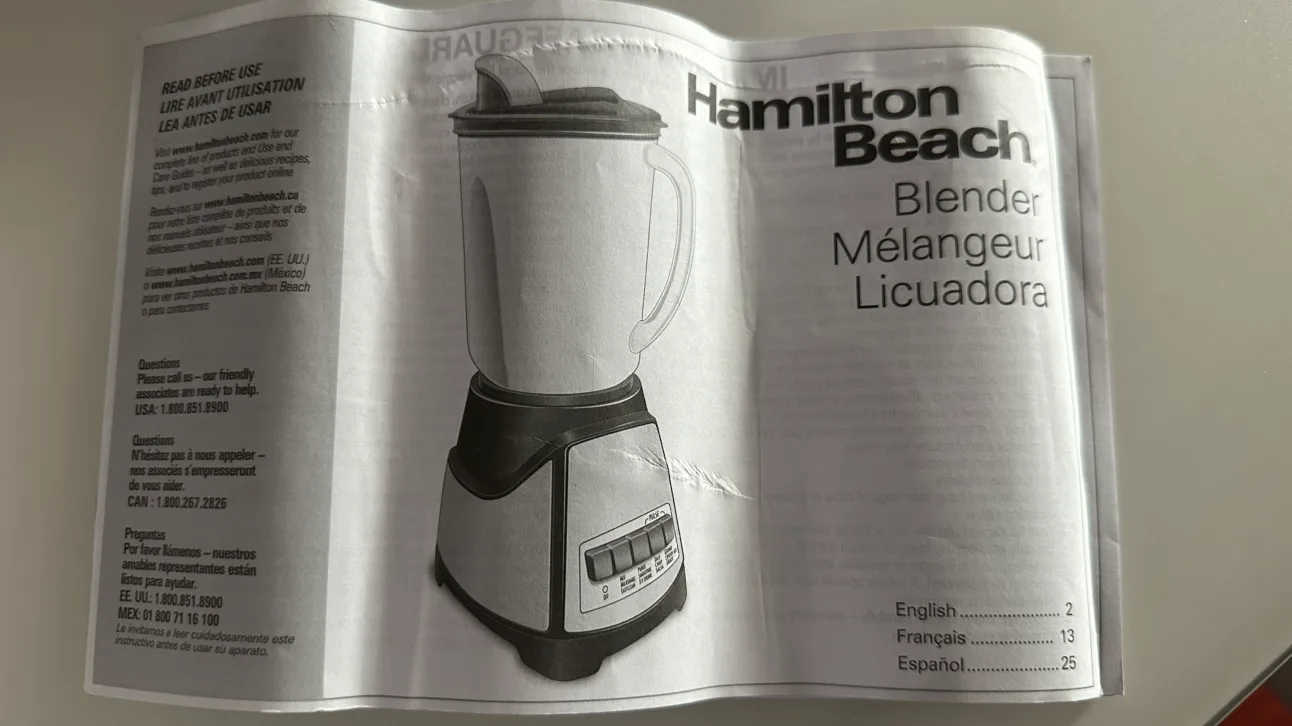 READ BEFORE USE
LIRE AVANT UTILISATION
LEA ANTES DE USAR
Visit www.hamiltonbeach.com for our
complete line of products and Use and
Care Guides – as well as delicious recipes,
tips, and to register your product online
Rendez-vous sur www.hamiltonbeach.ca
pour notre liste complète de produits et de
nos manuels utilisateur – ainsi que nos
délicieuses recettes et nos conseils
Visite www.hamiltonbeach.com (EE. UU.)
o www.hamiltonbeach.com.mx (México)
para ver otros productos de Hamilton Beach
o para contactarnos
Questions
Please call us – our friendly
associates are ready to help.
USA: 1.800.851.8900
Questions
N'hésitez pas à nous appeler –
nos associés s'empresseront
de vous aider.
CAN : 1.800.267.2826
Preguntas
Por favor llámenos – nuestros
amables representantes están
listos para ayudar.
EE. UU.: 1.800.851.8900
MEX: 01 800 71 16 100
Le invitamos a leer cuidadosamente este
instructivo antes de usar su aparato.
Hamilton
Beach
Blender
Mélangeur
Licuadora
PULSE
Off
English ..................... 2
Français ................. 13
Español ................... 25